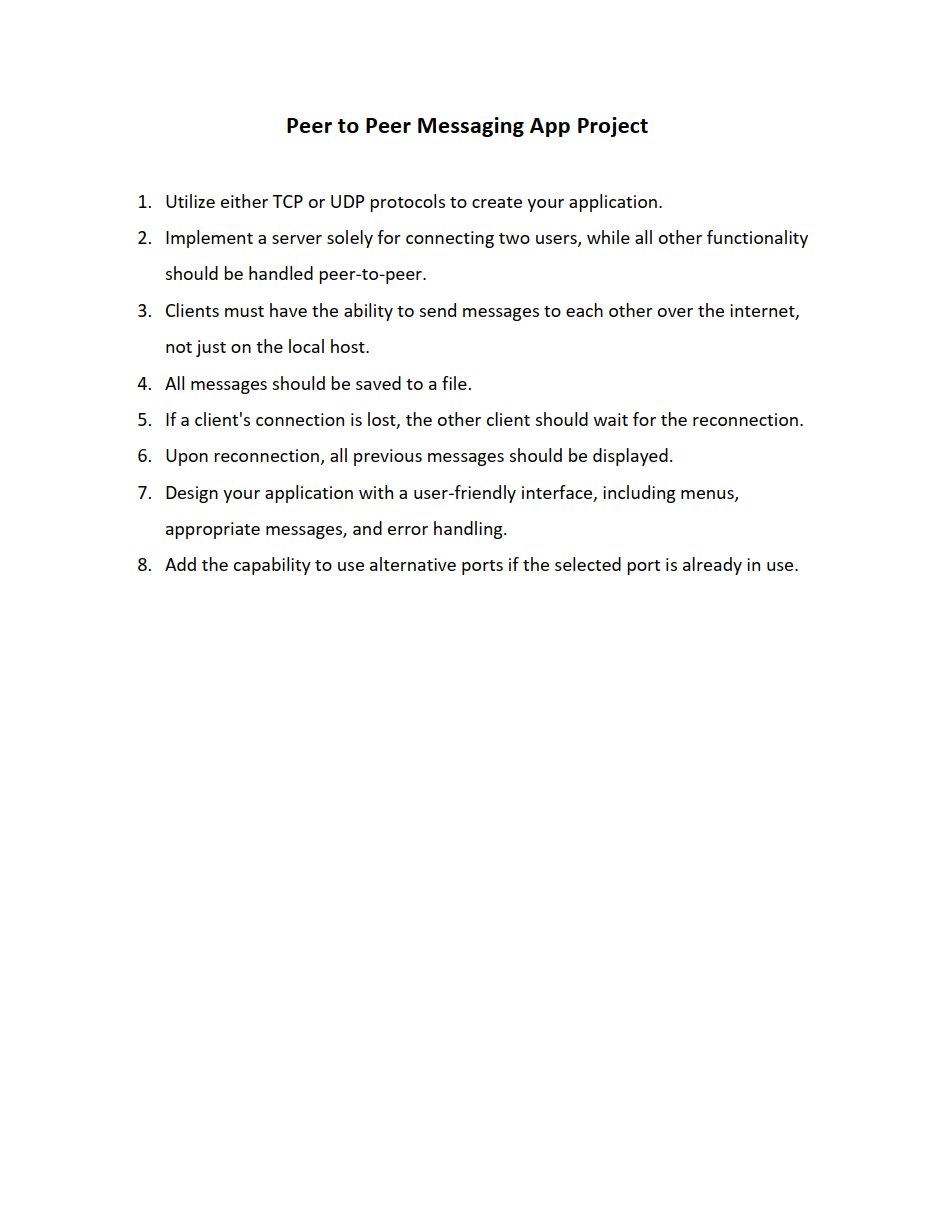 Peer to Peer Messaging App Project
1. Utilize either TCP or UDP protocols to create your application.
2. Implement a server solely for connecting two users, while all other functionality
should be handled peer-to-peer.
3. Clients must have the ability to send messages to each other over the internet,
not just on the local host.
4. All messages should be saved to a file.
5. If a client's connection is lost, the other client should wait for the reconnection.
6. Upon reconnection, all previous messages should be displayed.
7. Design your application with a user-friendly interface, including menus,
appropriate messages, and error handling.
8. Add the capability to use alternative ports if the selected port is already in use.